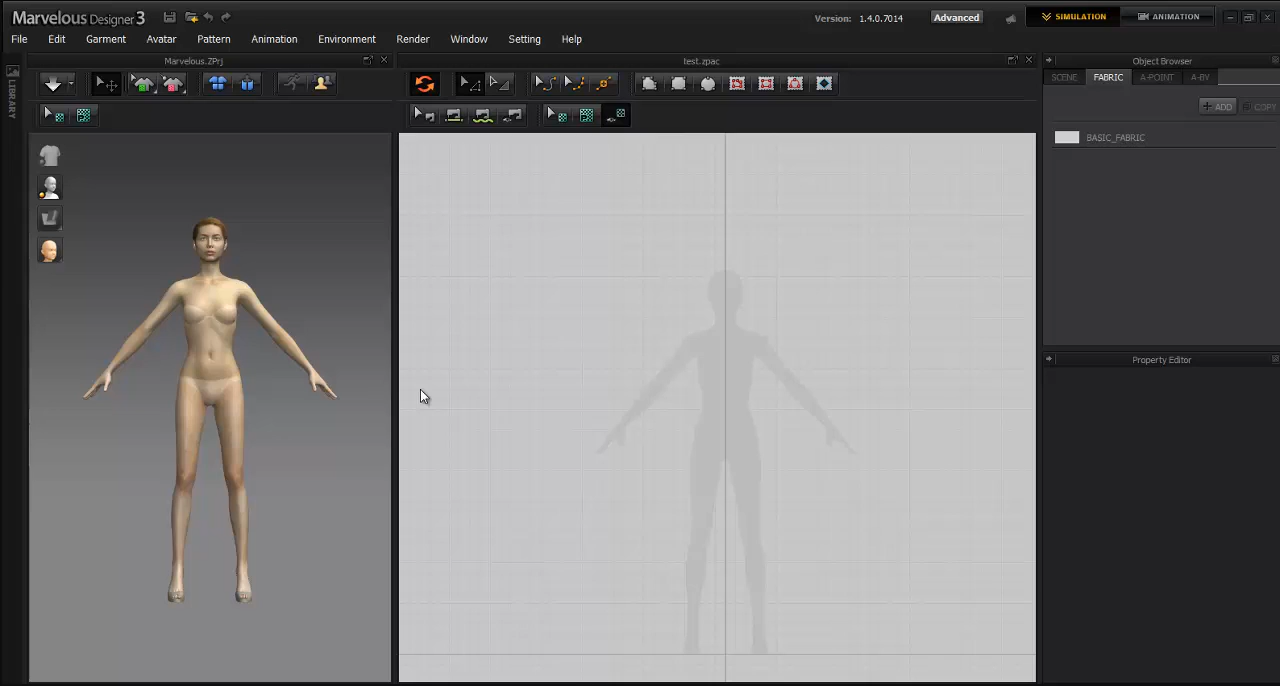 Marvelous Designer 3
Version: 1.4.0.7014
Advanced
SIMULATION
ANIMATION
File Edit Garment Avatar Pattern Animation Environment Render Window Setting Help
LIBRARY
Marvelous.ZPrj
test.zpac
Object Browser
SCENE FABRIC A-POINT A-BY
+ ADD COPY
BASIC_FABRIC
Property Editor